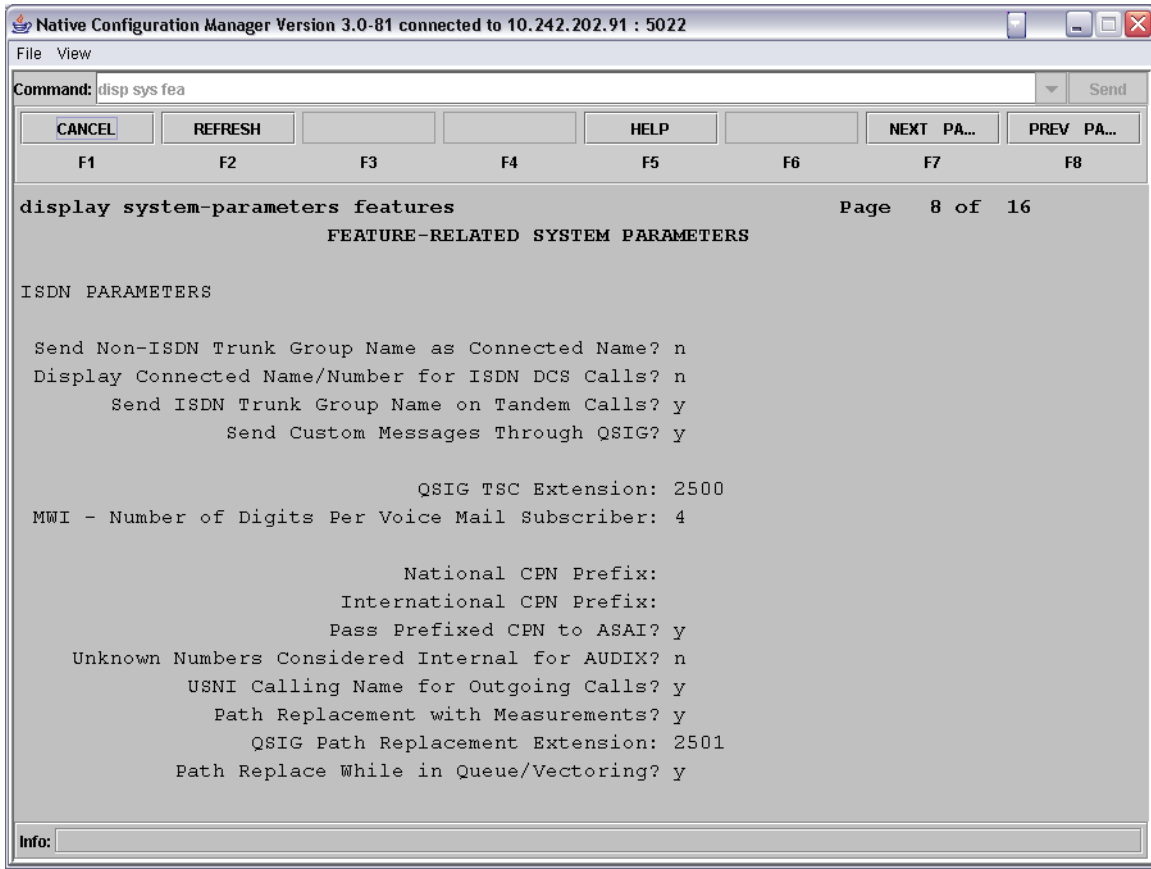 Native Configuration Manager Version 3.0-81 connected to 10.242.202.91 : 5022
File View
Command: disp sys fea Send
CANCEL REFRESH HELP NEXT PA... PREV PA...
F1 F2 F3 F4 F5 F6 F7 F8
display system-parameters features Page 8 of 16
FEATURE-RELATED SYSTEM PARAMETERS
ISDN PARAMETERS
Send Non-ISDN Trunk Group Name as Connected Name? n
Display Connected Name/Number for ISDN DCS Calls? n
Send ISDN Trunk Group Name on Tandem Calls? y
Send Custom Messages Through QSIG? y
QSIG TSC Extension: 2500
MWI - Number of Digits Per Voice Mail Subscriber: 4
National CPN Prefix:
International CPN Prefix:
Pass Prefixed CPN to ASAI? y
Unknown Numbers Considered Internal for AUDIX? n
USNI Calling Name for Outgoing Calls? y
Path Replacement with Measurements? y
QSIG Path Replacement Extension: 2501
Path Replace While in Queue/Vectoring? y
Info: